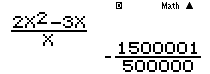 D Math ▲
2X²-3X
X
-1500001
500000